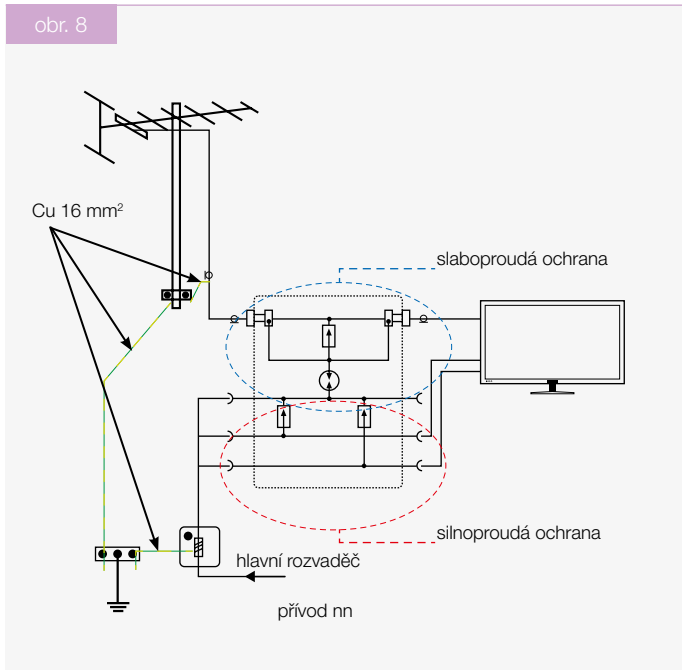 obr. 8
Cu 16 mm²
slaboproudá ochrana
silnoproudá ochrana
hlavní rozvaděč
přívod nn